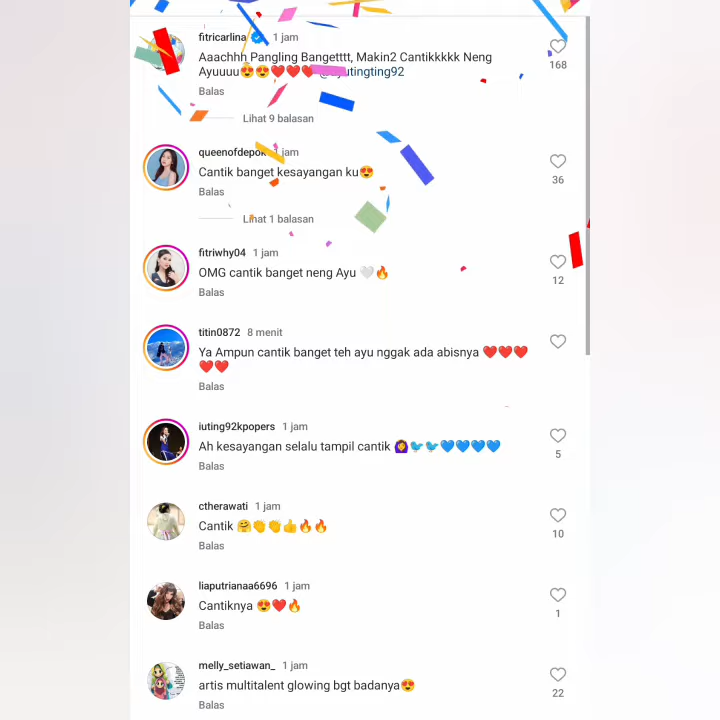 fitricarlina 1 jam
Aaachhh Pangling Bangetttt, Makin2 Cantikkkkk Neng
Ayuuuu😍😍❤️❤️❤️
168
Balas
Lihat 9 balasan
queenofdepok 1 jam
Cantik banget kesayangan ku😍
36
Balas
Lihat 1 balasan
fitriwhy04 1 jam
OMG cantik banget neng Ayu 🤍🔥
12
Balas
titin0872 8 menit
Ya Ampun cantik banget teh ayu nggak ada abisnya ❤️❤️❤️
❤️❤️
Balas
iuting92kpopers 1 jam
Ah kesayangan selalu tampil cantik 🙆‍♀️🐦🐦💙💙💙💙
5
Balas
ctherawati 1 jam
Cantik 🤗👏👏👍🔥🔥
10
Balas
liaputrianaa6696 1 jam
Cantiknya 😍❤️🔥
1
Balas
melly_setiawan_ 1 jam
artis multitalent glowing bgt badanya😍
22
Balas